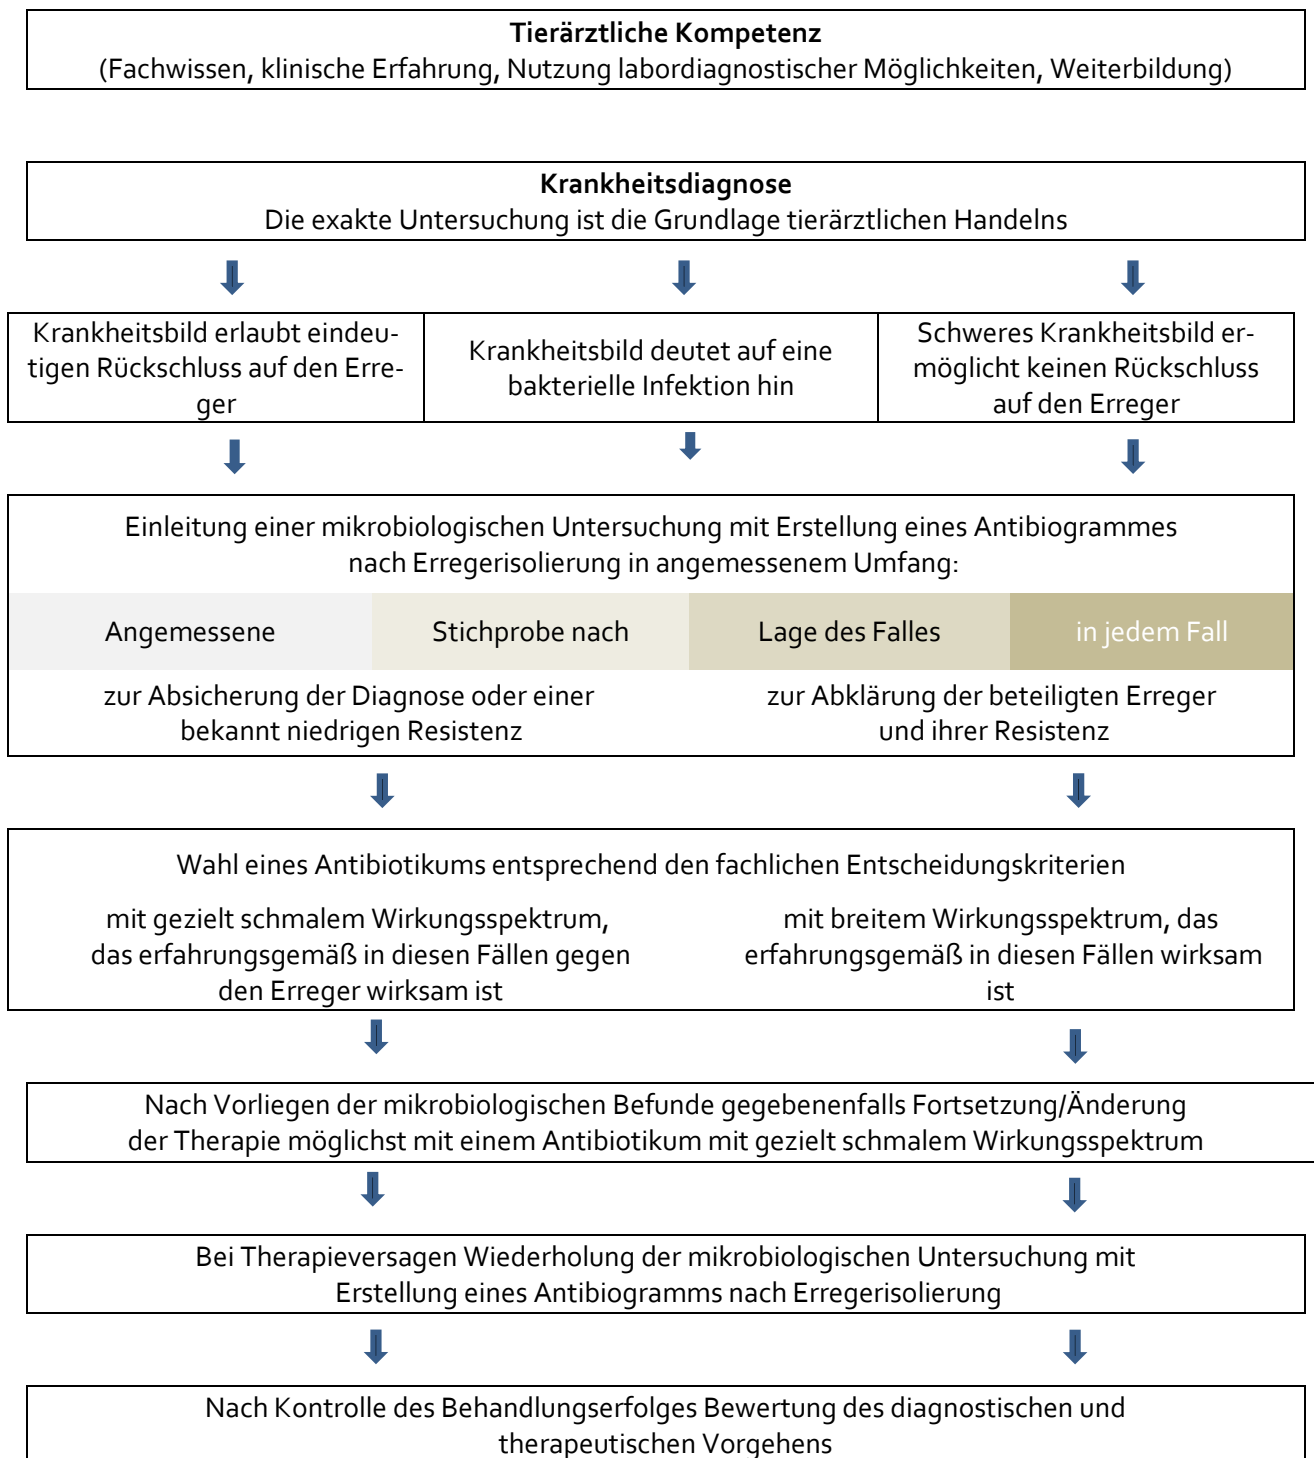 Tierärztliche Kompetenz
(Fachwissen, klinische Erfahrung, Nutzung labordiagnostischer Möglichkeiten, Weiterbildung)
Krankheitsdiagnose
Die exakte Untersuchung ist die Grundlage tierärztlichen Handelns
Krankheitsbild erlaubt eindeu-
tigen Rückschluss auf den Erre-
ger
Krankheitsbild deutet auf eine
bakterielle Infektion hin
Schweres Krankheitsbild er-
möglicht keinen Rückschluss
auf den Erreger
Einleitung einer mikrobiologischen Untersuchung mit Erstellung eines Antibiogrammes
nach Erregerisolierung in angemessenem Umfang:
Angemessene
Stichprobe nach
Lage des Falles
in jedem Fall
zur Absicherung der Diagnose oder einer
bekannt niedrigen Resistenz
zur Abklärung der beteiligten Erreger
und ihrer Resistenz
Wahl eines Antibiotikums entsprechend den fachlichen Entscheidungskriterien
mit gezielt schmalem Wirkungsspektrum,
das erfahrungsgemäß in diesen Fällen gegen
den Erreger wirksam ist
mit breitem Wirkungsspektrum, das
erfahrungsgemäß in diesen Fällen wirksam
ist
Nach Vorliegen der mikrobiologischen Befunde gegebenenfalls Fortsetzung/Änderung
der Therapie möglichst mit einem Antibiotikum mit gezielt schmalem Wirkungsspektrum
Bei Therapieversagen Wiederholung der mikrobiologischen Untersuchung mit
Erstellung eines Antibiogramms nach Erregerisolierung
Nach Kontrolle des Behandlungserfolges Bewertung des diagnostischen und
therapeutischen Vorgehens